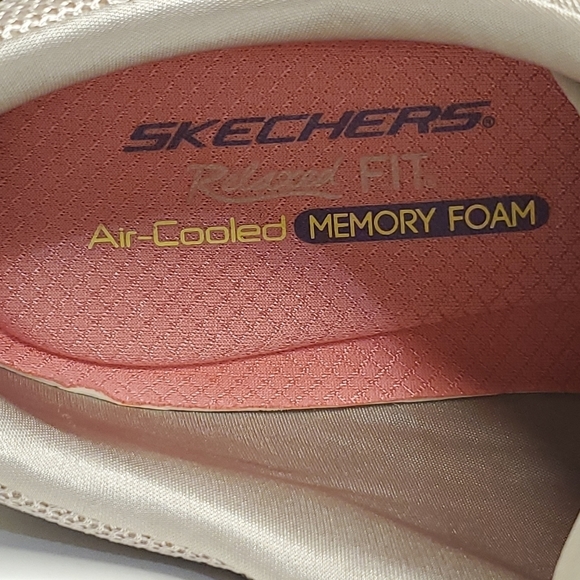 SKECHERS®
Relaxed FIT
Air-Cooled MEMORY FOAM